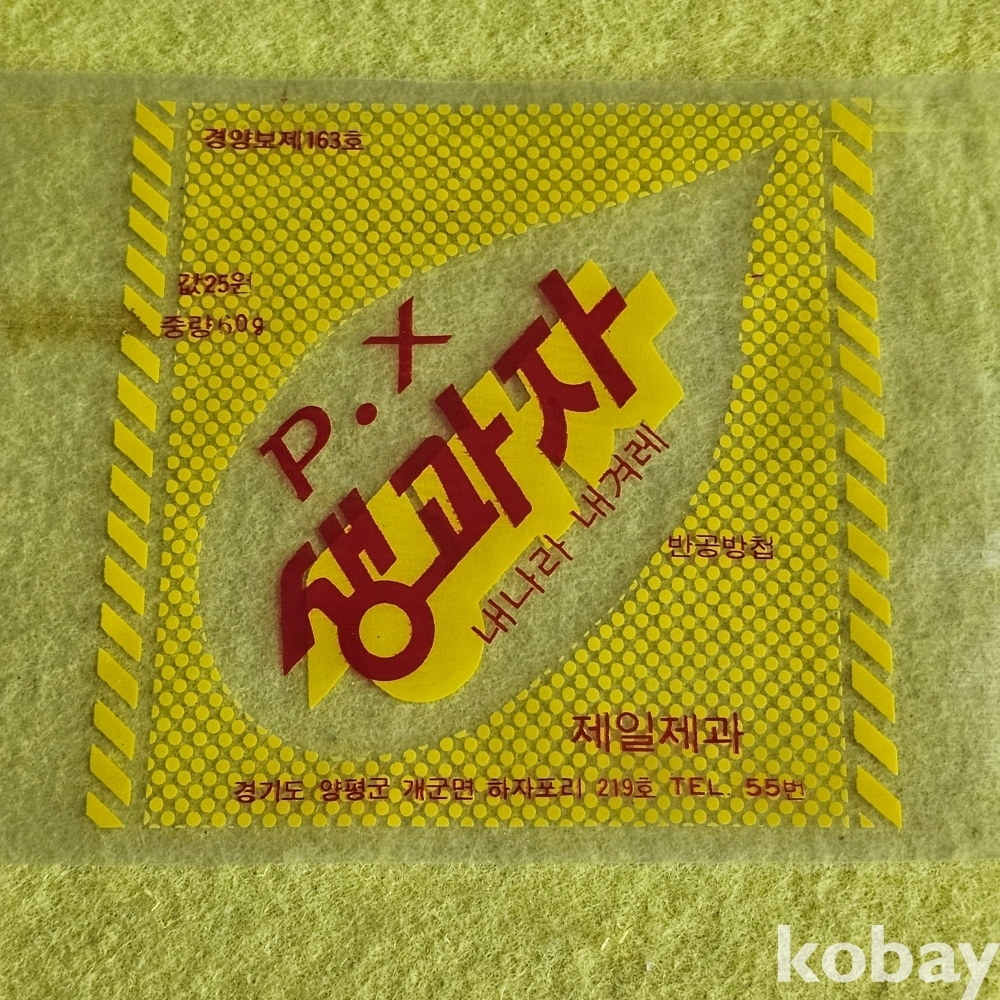 경양보제163호
값25원
중량60g
P.X
생과자
내나라 내겨레
반공방첩
제일제과
경기도 양평군 개군면 하자포리 219호 TEL. 55번
kobay